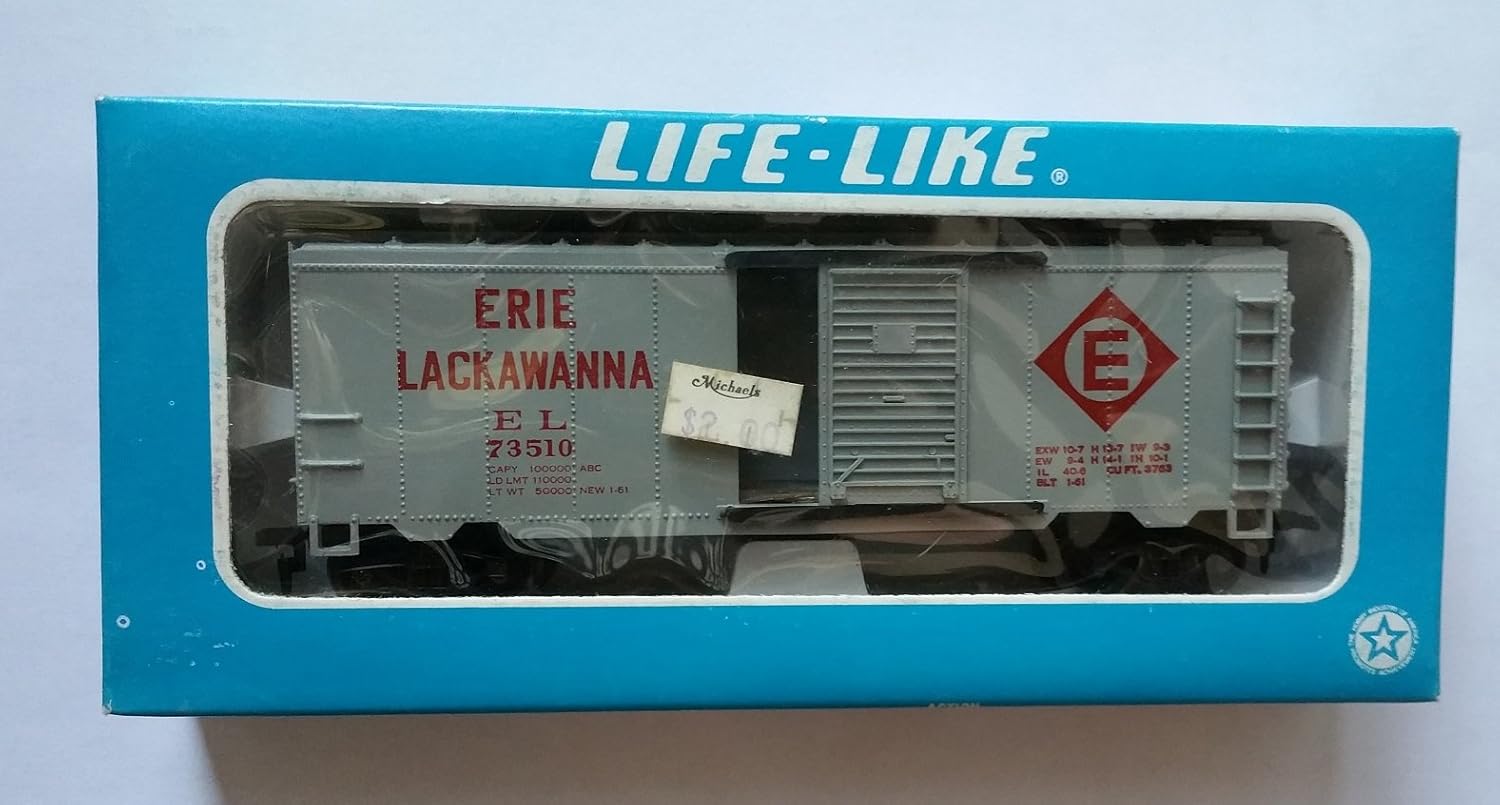 LIFE-LIKE®
ERIE
LACKAWANNA
EL
73510
CAPY 100000 ABC
LD LMT 110000
LT WT 50000 NEW 1-61
Michaels
$2.00
E
EXW 10-7 H 13-7 IW 9-3
EW 9-4 H 14-1 IH 10-1
IL 40-6 CU FT. 3763
BLT 1-61